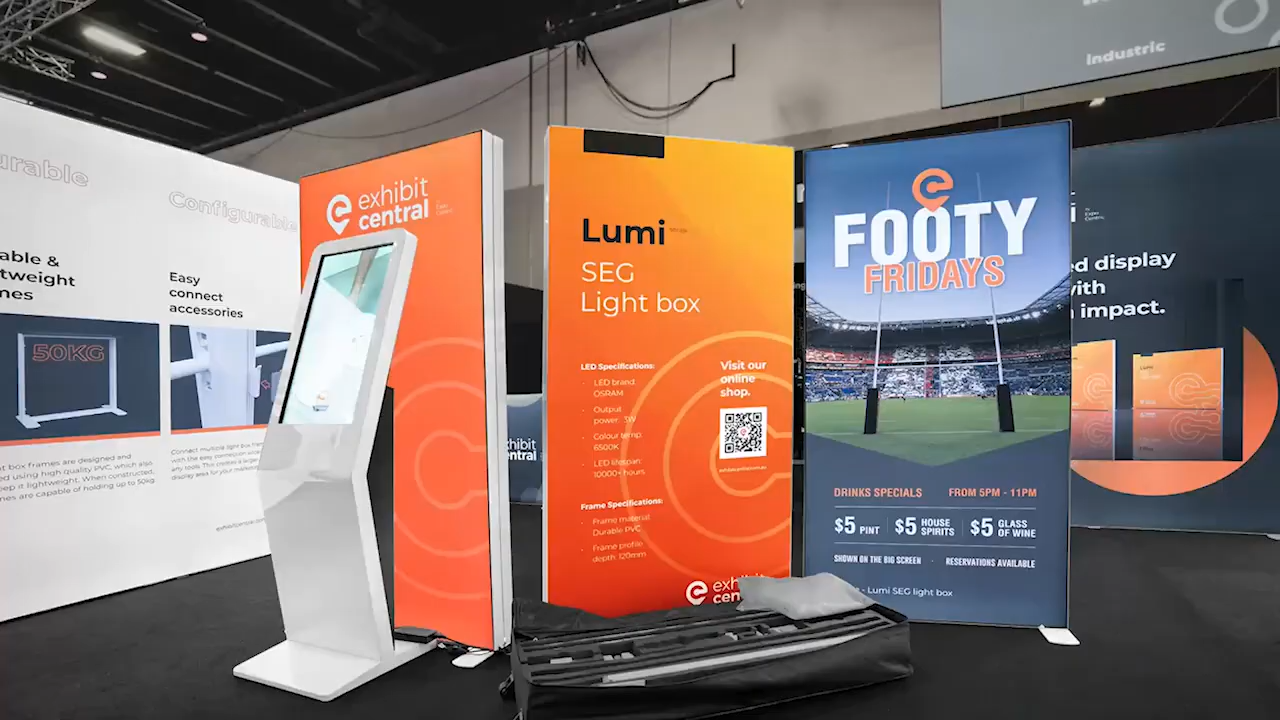 urable
Configurable
able &
tweight
mes
50KG
t box frames are designed and
ed using high quality PVC, which also
eep it lightweight. When constructed,
mes are capable of holding up to 50kg
Easy
connect
accessories
Connect multiple light box
exhibit
central
Lumi
SEG
Light box
LED Specifications:
· LED brand
OSRAM
· Output
power: 3W
· Colour temp:
6500K
· LED lifespan:
10000+ hours
Frame Specifications:
· Frame material:
Durable PVC
· Frame profile
depth: 120mm
Visit our
online
shop.
exhibit
central
FOOTY
FRIDAYS
DRINKS SPECIALS FROM 5PM - 11PM
$5 PINT
$5 HOUSE SPIRITS
$5 GLASS OF WINE
SHOWN ON THE BIG SCREEN · RESERVATIONS AVAILABLE
- Lumi SEG light box
d display
with
impact.
Lumi
Industric